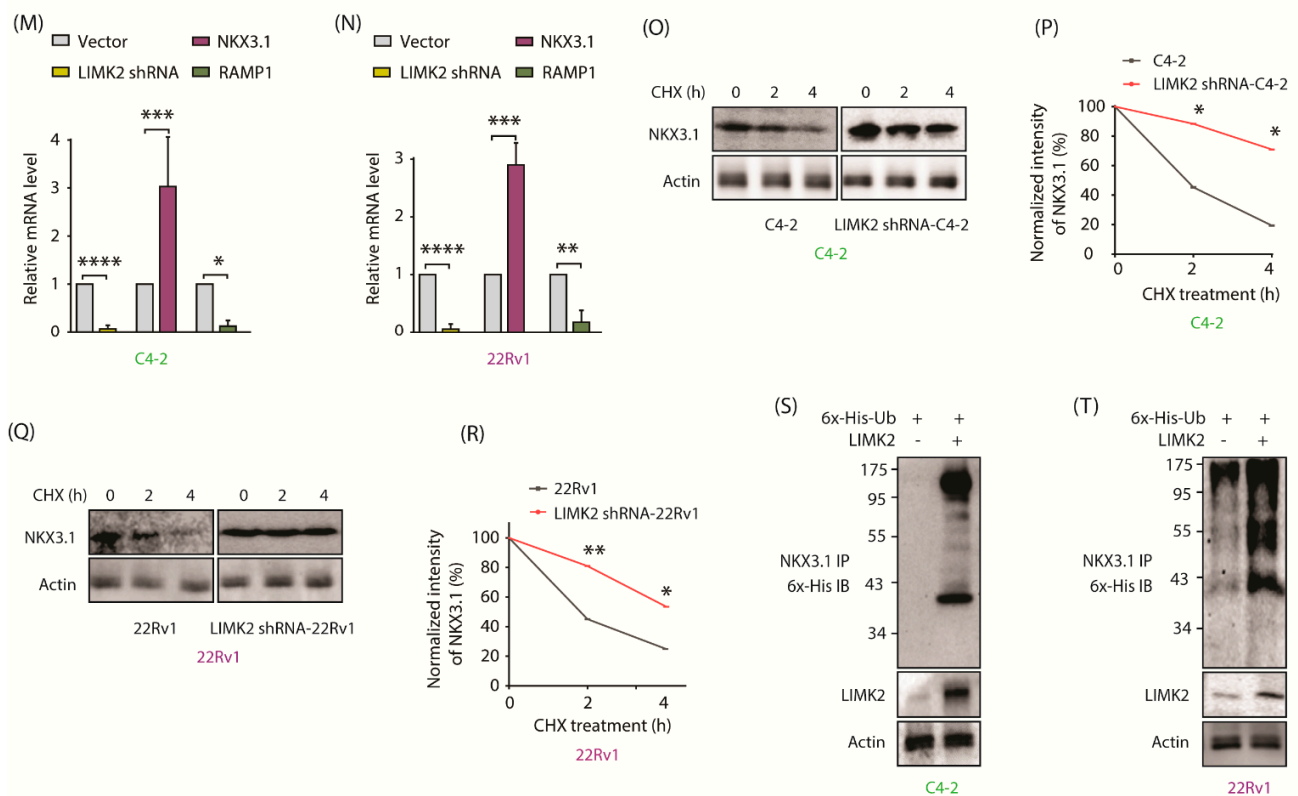 (M)
Vector
NKX3.1
LIMK2 shRNA
RAMP1
Relative mRNA level
4
3
2
1
0
****
***
*
C4-2
(N)
Vector
NKX3.1
LIMK2 shRNA
RAMP1
Relative mRNA level
3
2
1
0
****
***
**
22Rv1
(O)
CHX (h) 0 2 4 0 2 4
NKX3.1
Actin
C4-2 LIMK2 shRNA-C4-2
C4-2
(P)
C4-2
LIMK2 shRNA-C4-2
Normalized intensity
of NKX3.1 (%)
100
80
60
40
20
0
*
*
0 2 4
CHX treatment (h)
C4-2
(Q)
CHX (h) 0 2 4 0 2 4
NKX3.1
Actin
22Rv1 LIMK2 shRNA-22Rv1
22Rv1
(R)
22Rv1
LIMK2 shRNA-22Rv1
Normalized intensity
of NKX3.1 (%)
100
80
60
40
20
0
**
*
0 2 4
CHX treatment (h)
22Rv1
(S)
6x-His-Ub + +
LIMK2 - +
175
95
55
43
34
NKX3.1 IP
6x-His IB
LIMK2
Actin
C4-2
(T)
6x-His-Ub + +
LIMK2 - +
175
95
55
43
34
NKX3.1 IP
6x-His IB
LIMK2
Actin
22Rv1